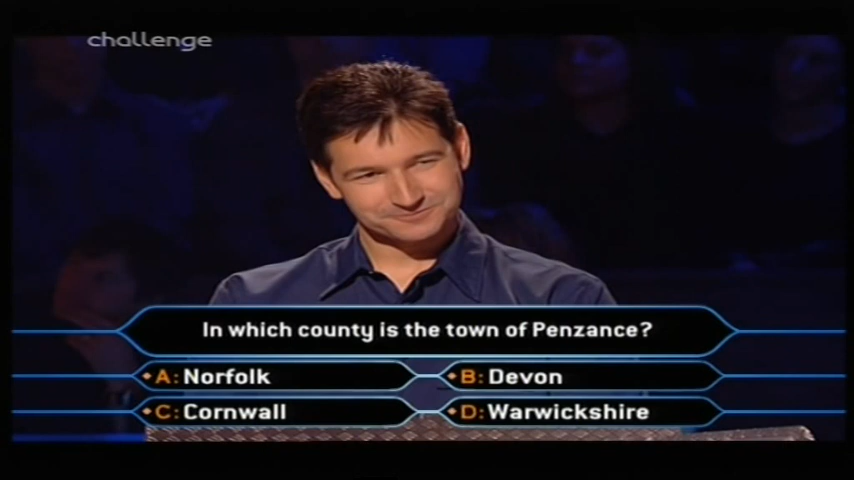 challenge
In which county is the town of Penzance?
A: Norfolk
B: Devon
C: Cornwall
D: Warwickshire